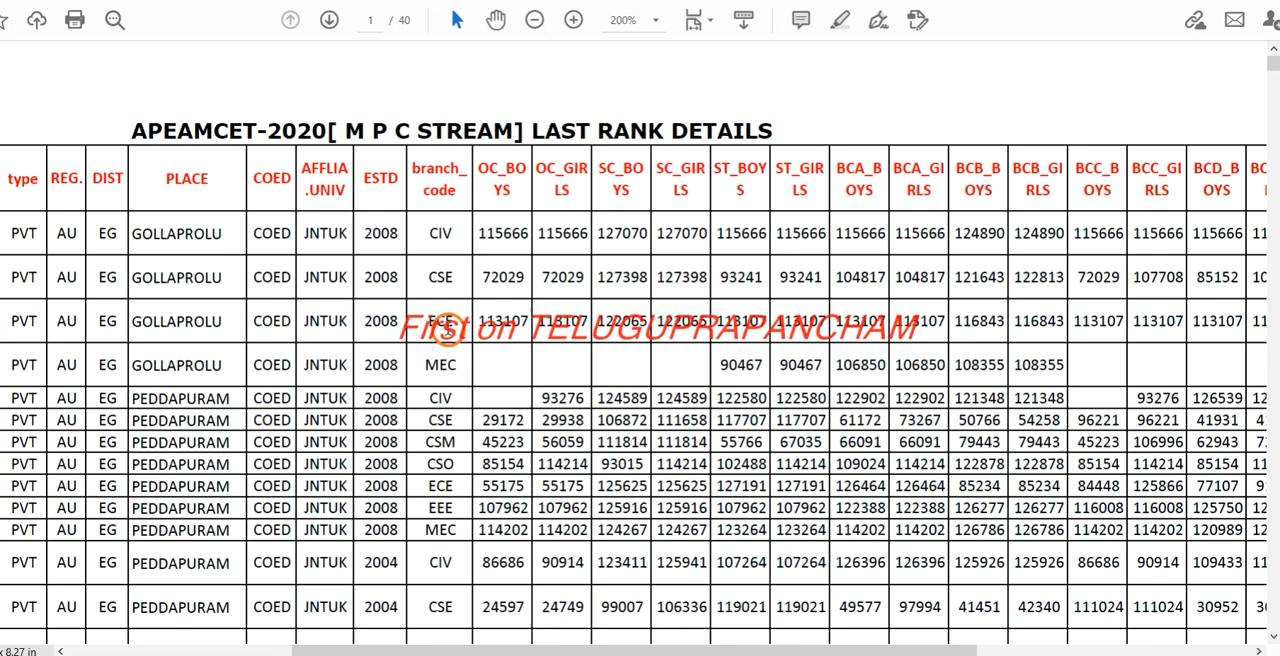 1 / 40 200%
APEAMCET-2020[ M P C STREAM] LAST RANK DETAILS
type REG. DIST PLACE COED AFFLIA.UNIV ESTD branch_code OC_BOYS OC_GIRLS SC_BOYS SC_GIRLS ST_BOYS ST_GIRLS BCA_BOYS BCA_GIRLS BCB_BOYS BCB_GIRLS BCC_BOYS BCC_GIRLS BCD_BOYS
PVT AU EG GOLLAPROLU COED JNTUK 2008 CIV 115666 115666 127070 127070 115666 115666 115666 115666 124890 124890 115666 115666 115666 11
PVT AU EG GOLLAPROLU COED JNTUK 2008 CSE 72029 72029 127398 127398 93241 93241 104817 104817 121643 122813 72029 107708 85152 10
PVT AU EG GOLLAPROLU COED JNTUK 2008 ECE 113107 113107 122065 122065 113107 113107 113107 113107 116843 116843 113107 113107 113107 11
First on TELUGUPRAPANCHAM
PVT AU EG GOLLAPROLU COED JNTUK 2008 MEC 90467 90467 106850 106850 108355 108355
PVT AU EG PEDDAPURAM COED JNTUK 2008 CIV 93276 124589 124589 122580 122580 122902 122902 121348 121348 93276 126539 12
PVT AU EG PEDDAPURAM COED JNTUK 2008 CSE 29172 29938 106872 111658 117707 117707 61172 73267 50766 54258 96221 96221 41931
PVT AU EG PEDDAPURAM COED JNTUK 2008 CSM 45223 56059 111814 111814 55766 67035 66091 66091 79443 79443 45223 106996 62943
PVT AU EG PEDDAPURAM COED JNTUK 2008 CSO 85154 114214 93015 114214 102488 114214 109024 114214 122878 122878 85154 114214 85154 11
PVT AU EG PEDDAPURAM COED JNTUK 2008 ECE 55175 55175 125625 125625 127191 127191 126464 126464 85234 85234 84448 125866 77107
PVT AU EG PEDDAPURAM COED JNTUK 2008 EEE 107962 107962 125916 125916 107962 107962 122388 122388 126277 126277 116008 116008 125750 12
PVT AU EG PEDDAPURAM COED JNTUK 2008 MEC 114202 114202 124267 124267 123264 123264 114202 114202 126786 126786 114202 114202 120989 12
PVT AU EG PEDDAPURAM COED JNTUK 2004 CIV 86686 90914 123411 125941 107264 107264 126396 126396 125926 125926 86686 90914 109433 11
PVT AU EG PEDDAPURAM COED JNTUK 2004 CSE 24597 24749 99007 106336 119021 119021 49577 97994 41451 42340 111024 111024 30952
x 8.27 in